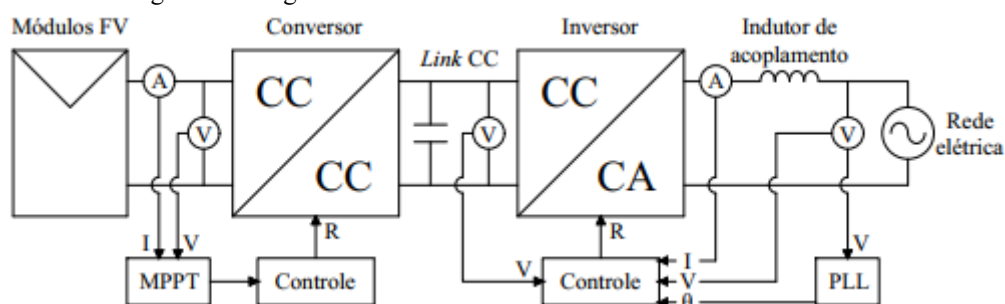 Módulos FV
Conversor
Link CC
Inversor
Indutor de
acoplamento
A
V
CC
CC
V
CC
CA
A
V
Rede
elétrica
I
V
R
V
R
I
V
θ
V
MPPT
Controle
Controle
PLL